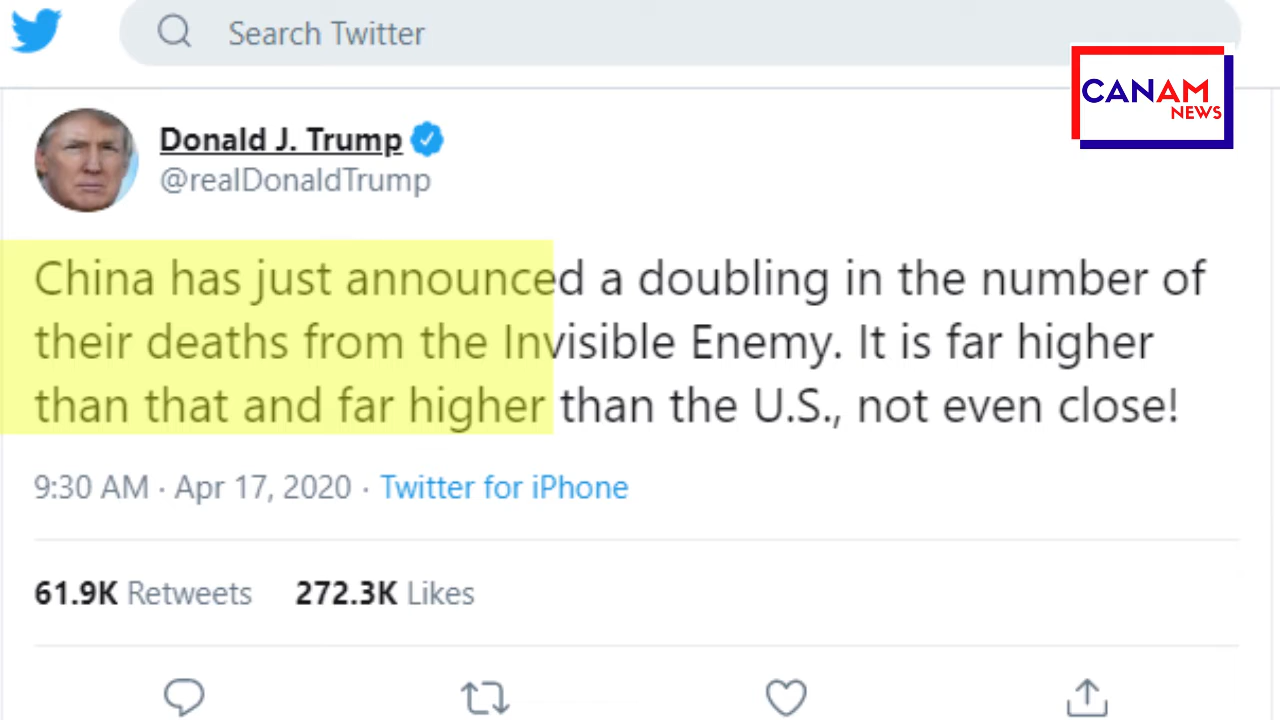 Search Twitter
CANAM
NEWS
Donald J. Trump
@realDonaldTrump
China has just announced a doubling in the number of
their deaths from the Invisible Enemy. It is far higher
than that and far higher than the U.S., not even close!
9:30 AM · Apr 17, 2020 · Twitter for iPhone
61.9K Retweets 272.3K Likes